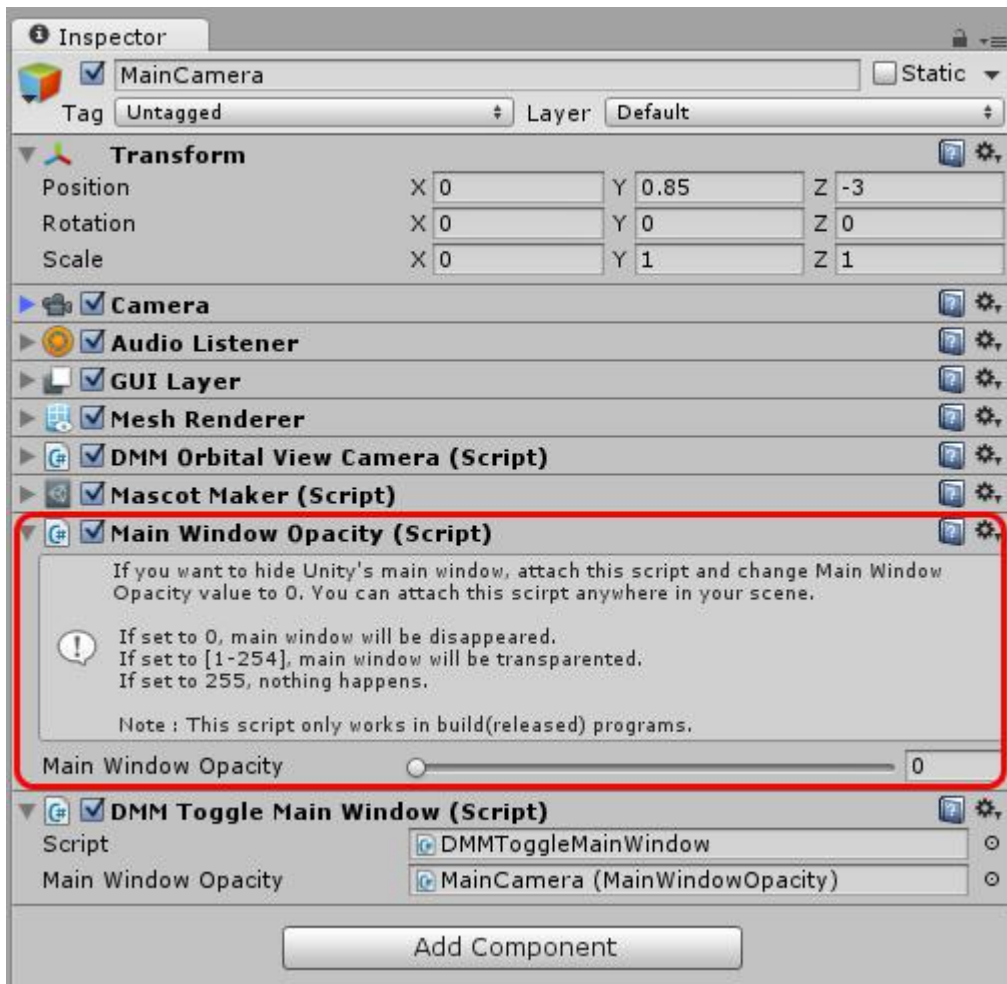 Inspector
MainCamera Static
Tag Untagged Layer Default
Transform
Position X 0 Y 0.85 Z -3
Rotation X 0 Y 0 Z 0
Scale X 0 Y 1 Z 1
Camera
Audio Listener
GUI Layer
Mesh Renderer
DMM Orbital View Camera (Script)
Mascot Maker (Script)
Main Window Opacity (Script)
If you want to hide Unity's main window, attach this script and change Main Window
Opacity value to 0. You can attach this scirpt anywhere in your scene.
If set to 0, main window will be disappeared.
If set to [1-254], main window will be transparented.
If set to 255, nothing happens.
Note : This script only works in build(released) programs.
Main Window Opacity 0
DMM Toggle Main Window (Script)
Script DMMToggleMainWindow
Main Window Opacity MainCamera (MainWindowOpacity)
Add Component